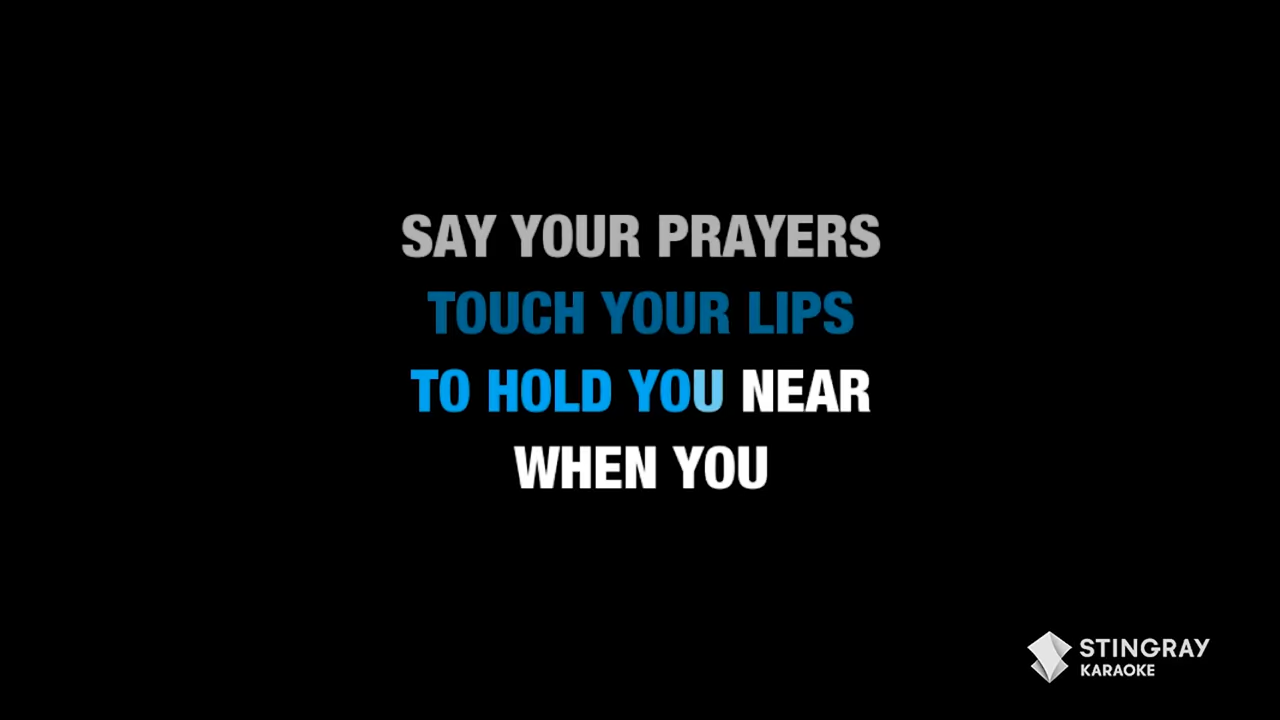 SAY YOUR PRAYERS
TOUCH YOUR LIPS
TO HOLD YOU NEAR
WHEN YOU
STINGRAY
KARAOKE